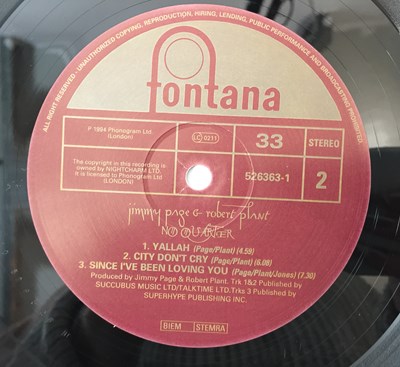 ALL RIGHTS RESERVED. UNAUTHORIZED COPYING, REPRODUCTION, HIRING, LENDING, PUBLIC PERFORMANCE AND BROADCASTING PROHIBITED.
fontana
℗ 1994 Phonogram Ltd.
(London)
LC 0211
33
STEREO
The copyright in this recording is
owned by NIGHTCHARM LTD.
It is licensed to Phonogram Ltd
(LONDON)
526363-1
2
jimmy page & robert plant
NO QUARTER
1. YALLAH (Page/Plant) (4.59)
2. CITY DON'T CRY (Page/Plant) (6.08)
3. SINCE I'VE BEEN LOVING YOU (Page/Plant/Jones) (7.30)
Produced by Jimmy Page & Robert Plant. Trk 1&2 Published by
SUCCUBUS MUSIC LTD/TALKTIME LTD. Trks 3 Published by
SUPERHYPE PUBLISHING INC.
BIEM STEMRA